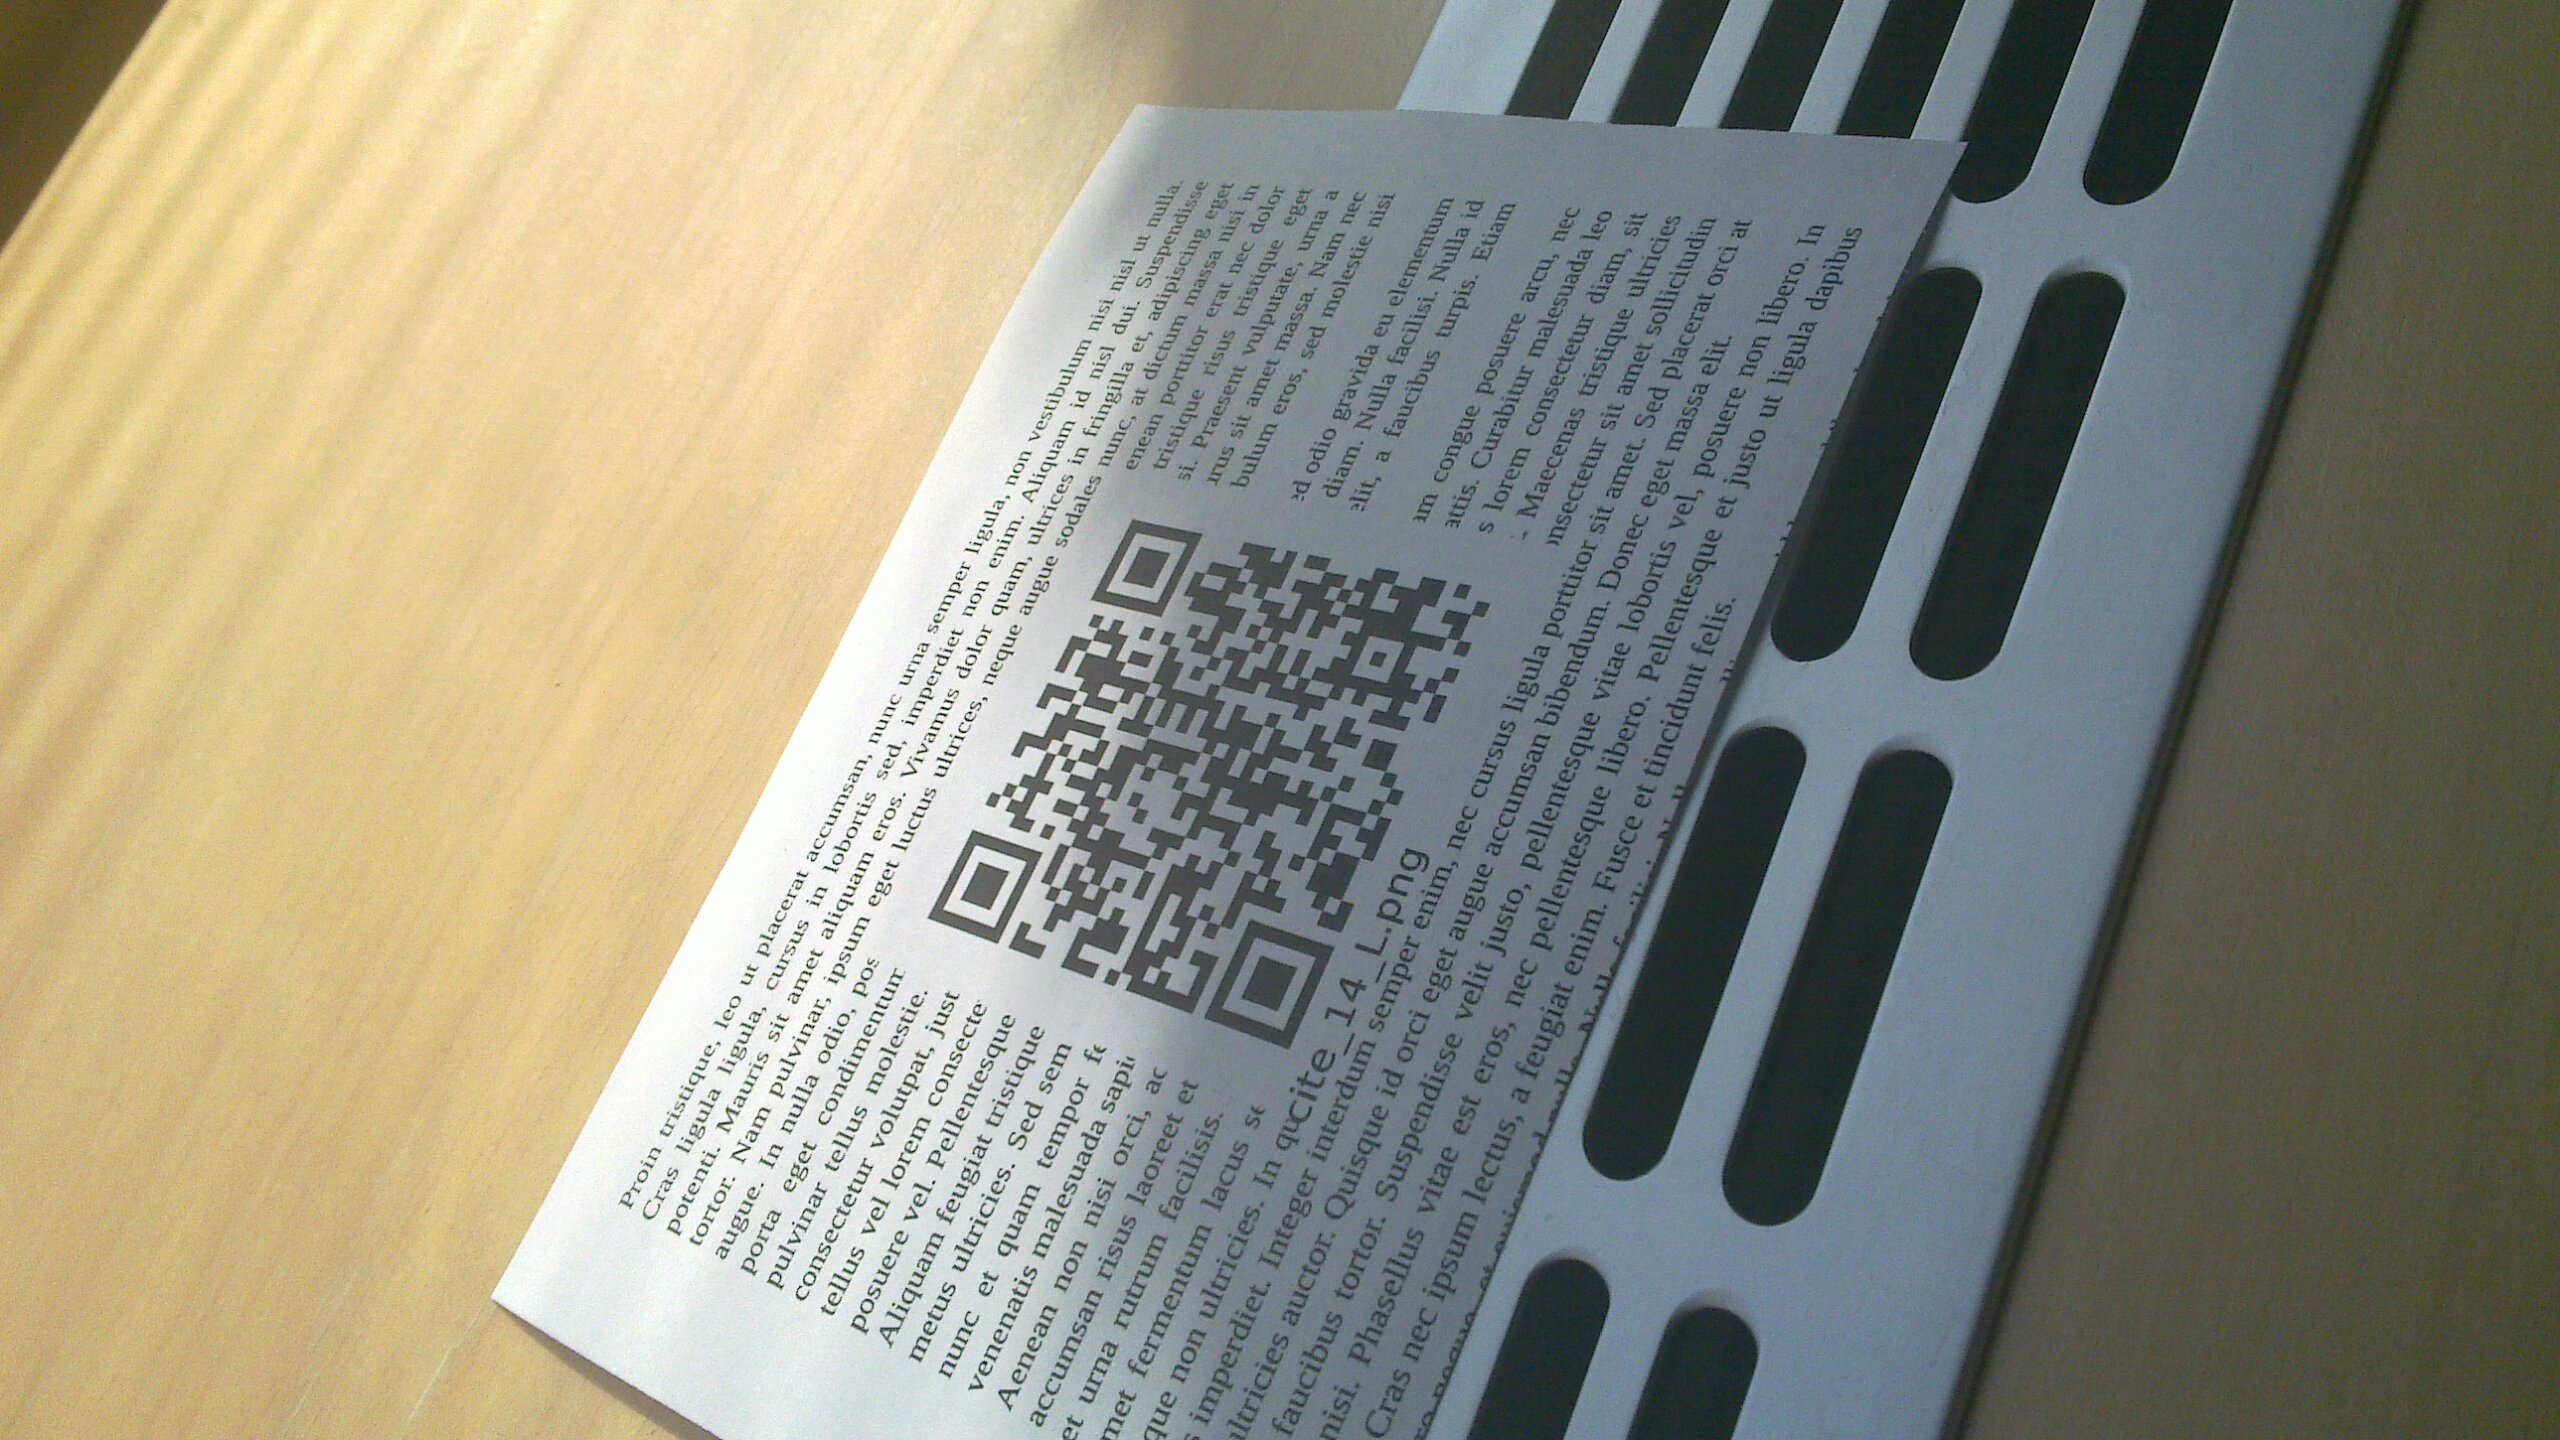 Proin tristique, leo ut placerat accumsan, nunc urna semper ligula, non vestibulum nisi nisl ut nulla.
Cras ligula ligula, cursus in lobortis sed, imperdiet non enim. Aliquam id nisl dui. Suspendisse
potenti. Mauris sit amet aliquam eros. Vivamus dolor quam, ultrices in fringilla et, adipiscing eget
tortor. Nam pulvinar, ipsum eget luctus ultrices, neque augue sodales nunc, at dictum massa nisi in
augue. In nulla odio, pos
enean portitor erat nec dolor
porta eget condimentum
tristique risus tristique eget
pulvinar tellus molestie.
si. Praesent vulputate, urna a
consectetur volutpat, just
sit amet massa. Nam nec
tellus vel lorem consecte
bulum eros, sed molestie nisi
posuere vel. Pellentesque
Aliquam feugiat tristique
ed odio gravida eu elementum
metus ultricies. Sed sem
diam. Nulla facilisi. Nulla id
nunc et quam tempor fe
elit, a faucibus turpis. Etiam
venenatis malesuada sapi
Aenean non nisi orci, ac
m congue posuere arcu, nec
accumsan risus laoreet et
attis. Curabitur malesuada leo
et urna rutrum facilisis.
s lorem consectetur diam, sit
met fermentum lacus se
. Maecenas tristique ultricies
que non ultricies. In qu
nsectetur sit amet sollicitudin
cite_14_L.png
s imperdiet. Integer interdum semper enim, nec cursus ligula portitor sit amet. Sed placerat orci at
ultricies auctor. Quisque id orci eget augue accumsan bibendum. Donec eget massa elit.
faucibus tortor. Suspendisse velit justo, pellentesque vitae lobortis vel, posuere non libero. In
nisi. Phasellus vitae est eros, nec pellentesque libero. Pellentesque et justo ut ligula dapibus
Cras nec ipsum lectus, a feugiat enim. Fusce et tincidunt felis.